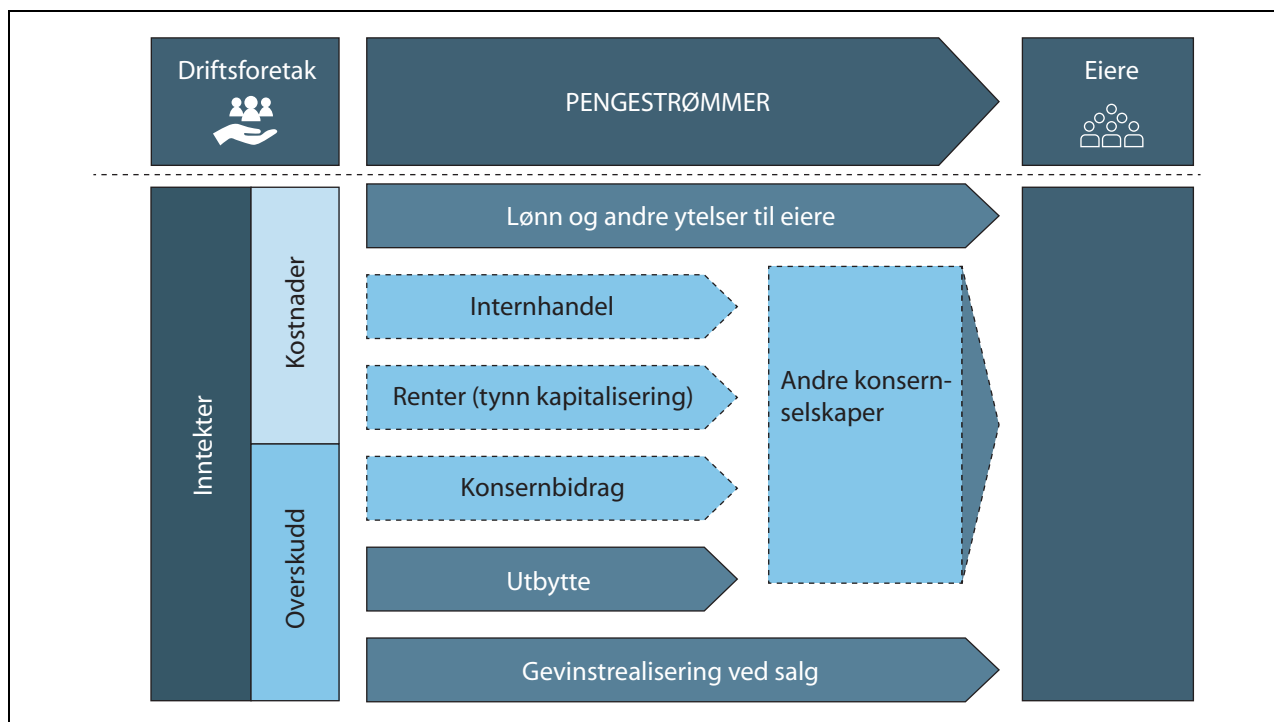 Driftsforetak
PENGESTRØMMER
Eiere
Inntekter
Kostnader
Overskudd
Lønn og andre ytelser til eiere
Internhandel
Renter (tynn kapitalisering)
Konsernbidrag
Utbytte
Andre konsern-
selskaper
Gevinstrealisering ved salg